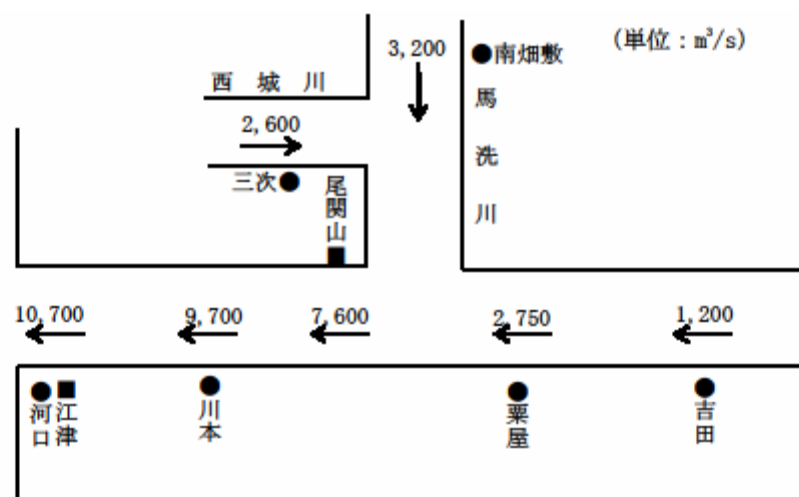 3,200
●南畑敷
(単位：m³/s)
西城川
2,600
馬洗川
三次●
尾関山■
10,700
9,700
7,600
2,750
1,200
●河口
■江津
●川本
●粟屋
●吉田